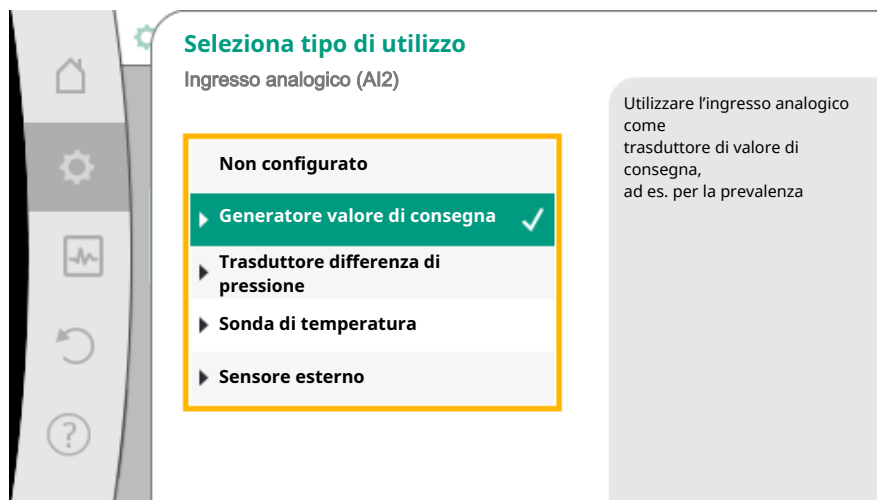 Seleziona tipo di utilizzo
Ingresso analogico (AI2)
Non configurato
Generatore valore di consegna
Trasduttore differenza di
pressione
Sonda di temperatura
Sensore esterno
Utilizzare l'ingresso analogico
come
trasduttore di valore di
consegna,
ad es. per la prevalenza
?